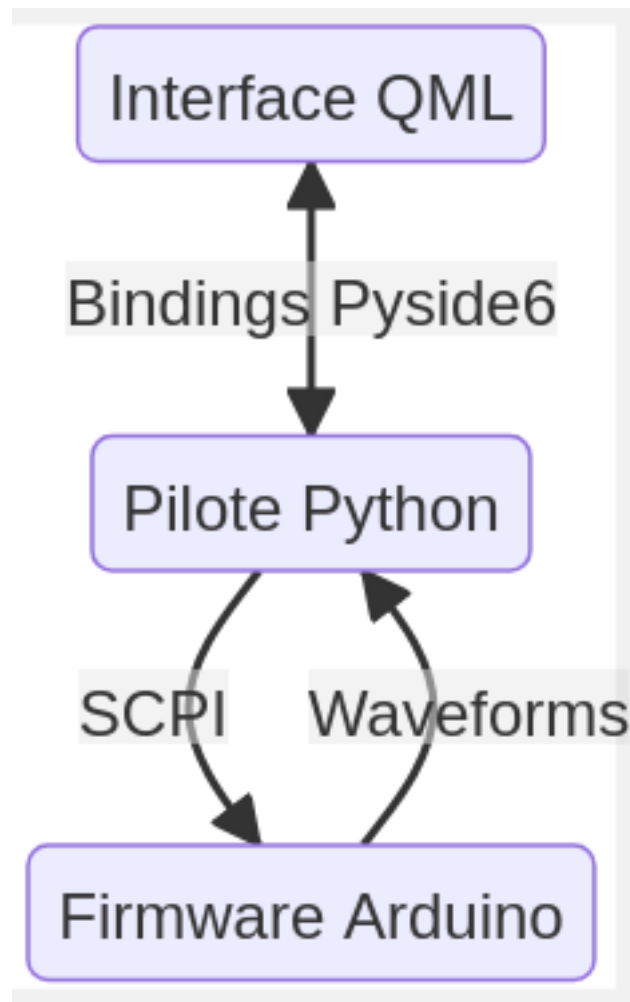 Interface QML
Bindings Pyside6
Pilote Python
SCPI
Waveforms
Firmware Arduino